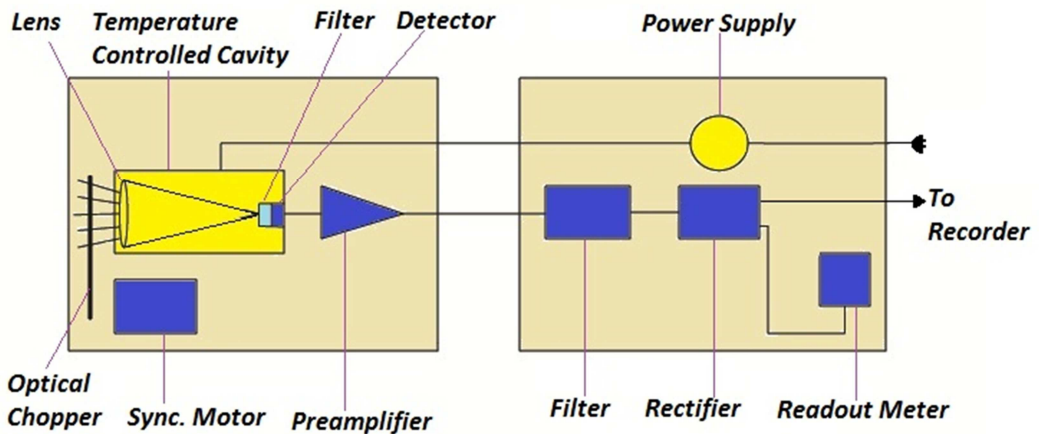 Lens
Temperature
Controlled Cavity
Filter
Detector
Power Supply
To
Recorder
Optical
Chopper
Sync. Motor
Preamplifier
Filter
Rectifier
Readout Meter